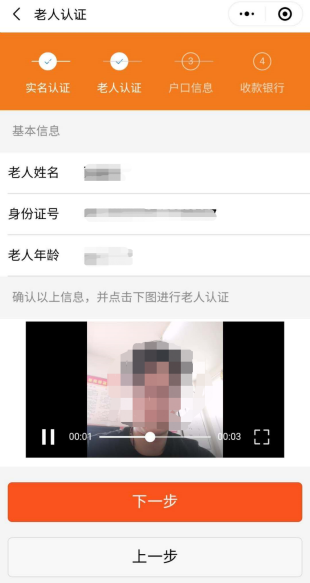 老人认证
3
4
实名认证 老人认证 户口信息 收款银行
基本信息
老人姓名
身份证号
老人年龄
确认以上信息，并点击下图进行老人认证
00:01 00:03
下一步
上一步